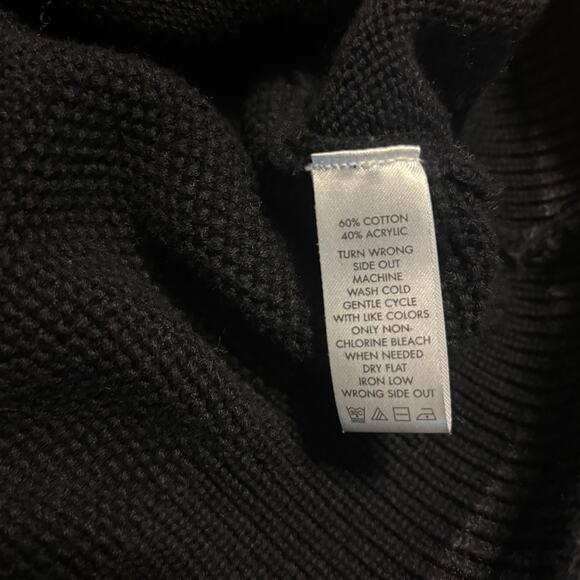 60% COTTON
40% ACRYLIC
TURN WRONG
SIDE OUT
MACHINE
WASH COLD
GENTLE CYCLE
WITH LIKE COLORS
ONLY NON-
CHLORINE BLEACH
WHEN NEEDED
DRY FLAT
IRON LOW
WRONG SIDE OUT